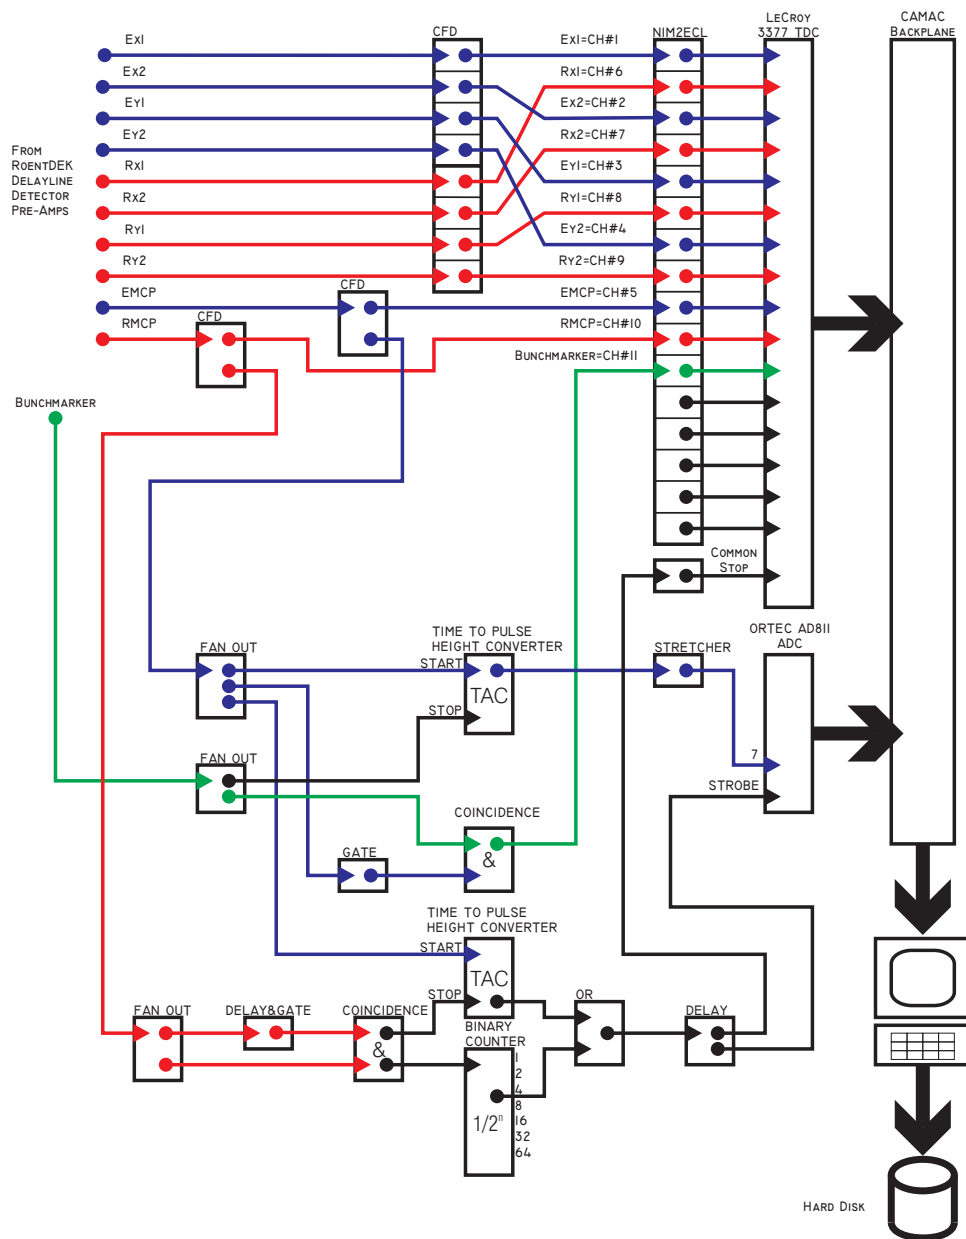 LeCroy
3377 TDC
CAMAC
Backplane
CFD
NIM2ECL
Ex1
Ex1=CH#1
Ex2
Rx1=CH#6
Ey1
Ex2=CH#2
Ey2
Rx2=CH#7
From
RoentDEK
Delayline
Detector
Pre-Amps
Rx1
Ey1=CH#3
Rx2
Ry1=CH#8
Ry1
Ey2=CH#4
Ry2
Ry2=CH#9
EMCP
CFD
EMCP=CH#5
RMCP
CFD
RMCP=CH#10
Bunchmarker=CH#11
Bunchmarker
Common
Stop
TIME TO PULSE
HEIGHT CONVERTER
ORTEC AD811
ADC
FAN OUT
START
TAC
STOP
STRETCHER
7
STROBE
FAN OUT
COINCIDENCE
&
GATE
TIME TO PULSE
HEIGHT CONVERTER
START
TAC
STOP
OR
DELAY
FAN OUT
DELAY&GATE
COINCIDENCE
&
BINARY
COUNTER
1
2
4
8
16
32
64
1/2ⁿ
Hard Disk